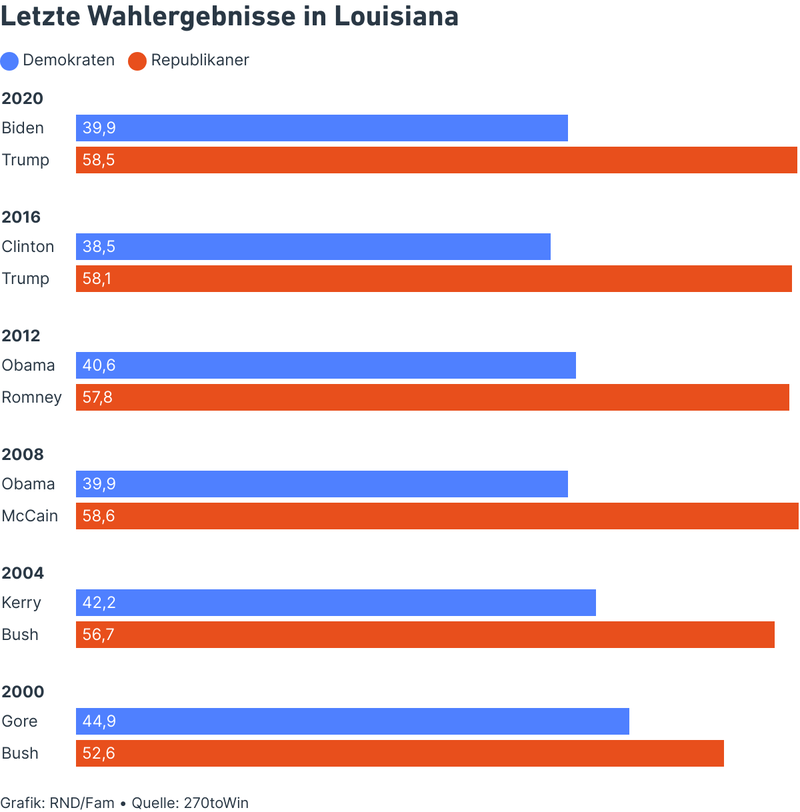 Letzte Wahlergebnisse in Louisiana
Demokraten Republikaner
2020
Biden 39,9
Trump 58,5
2016
Clinton 38,5
Trump 58,1
2012
Obama 40,6
Romney 57,8
2008
Obama 39,9
McCain 58,6
2004
Kerry 42,2
Bush 56,7
2000
Gore 44,9
Bush 52,6
Grafik: RND/Fam • Quelle: 270toWin